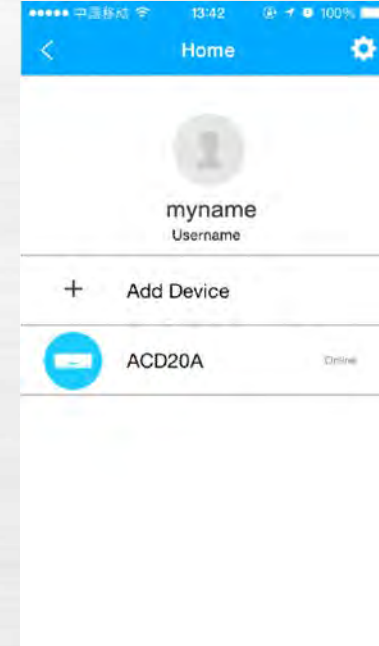 中国移动 13:42 100%
Home
myname
Username
+ Add Device
ACD20A Online